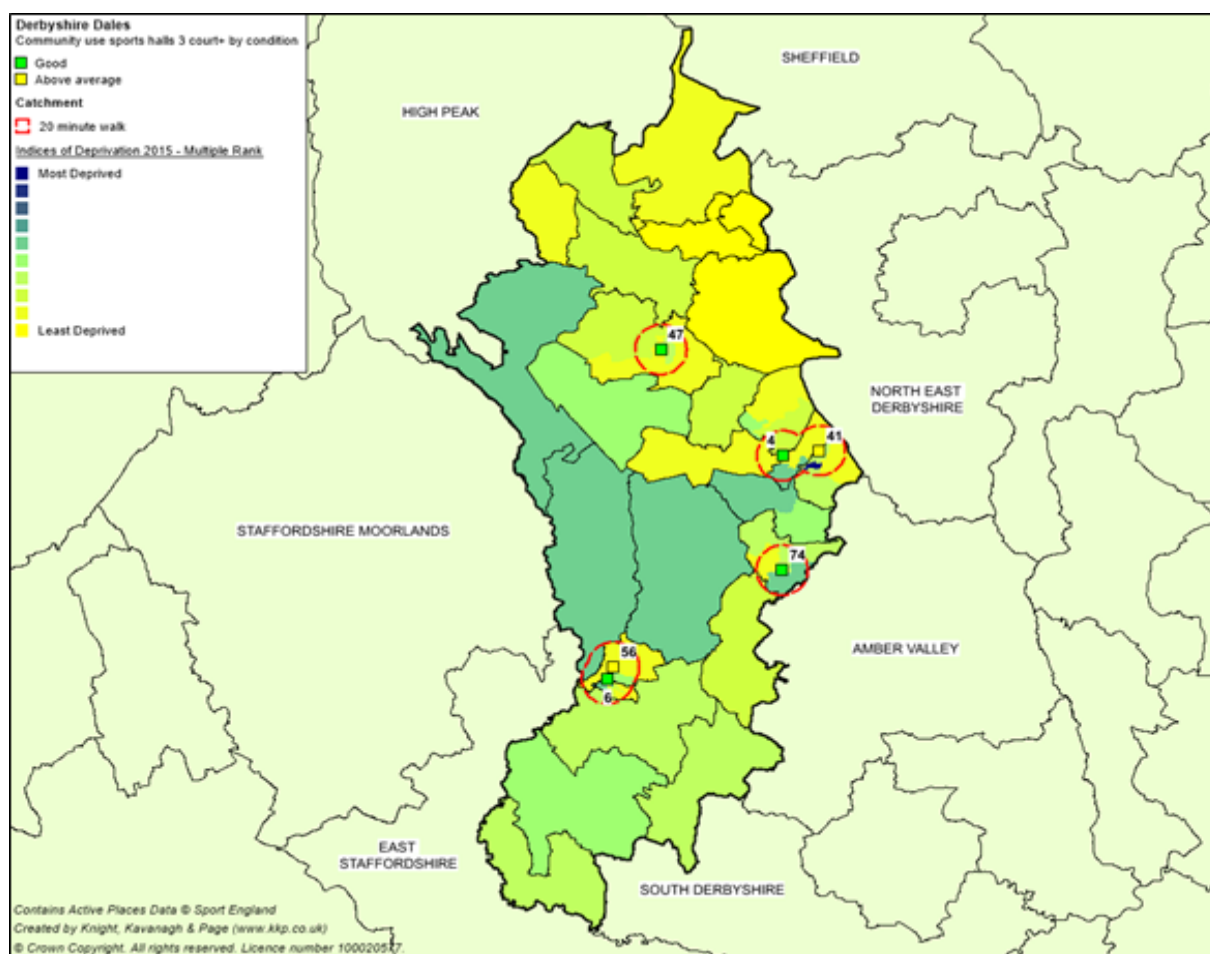 Derbyshire Dales
Community use sports halls 3 court+ by condition
Good
Above average
Catchment
20 minute walk
Indices of Deprivation 2015 - Multiple Rank
Most Deprived
Least Deprived
SHEFFIELD
HIGH PEAK
47
NORTH EAST
DERBYSHIRE
4
41
STAFFORDSHIRE MOORLANDS
74
AMBER VALLEY
56
6
EAST
STAFFORDSHIRE
SOUTH DERBYSHIRE
Contains Active Places Data © Sport England
Created by Knight, Kavanagh & Page (www.kkp.co.uk)
© Crown Copyright. All rights reserved. Licence number